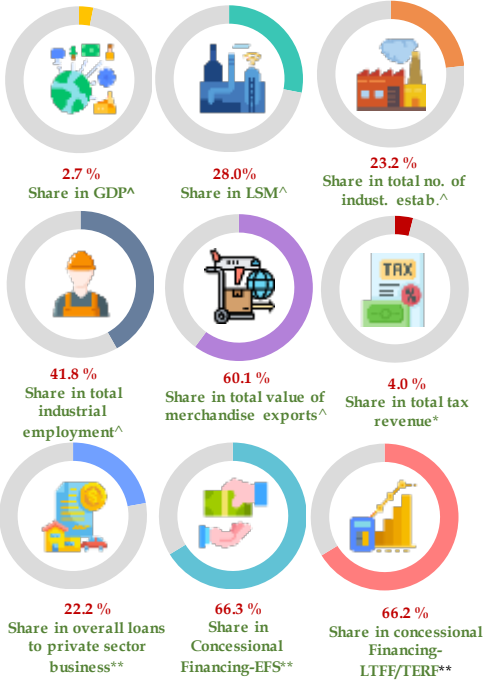 2.7 %
Share in GDP^
28.0%
Share in LSM^
23.2 %
Share in total no. of
indust. estab.^
TAX
%
41.8 %
Share in total
industrial
employment^
60.1 %
Share in total value of
merchandise exports^
4.0 %
Share in total tax
revenue*
22.2 %
Share in overall loans
to private sector
business**
66.3 %
Share in
Concessional
Financing-EFS**
66.2 %
Share in concessional
Financing-
LTFF/TERF**